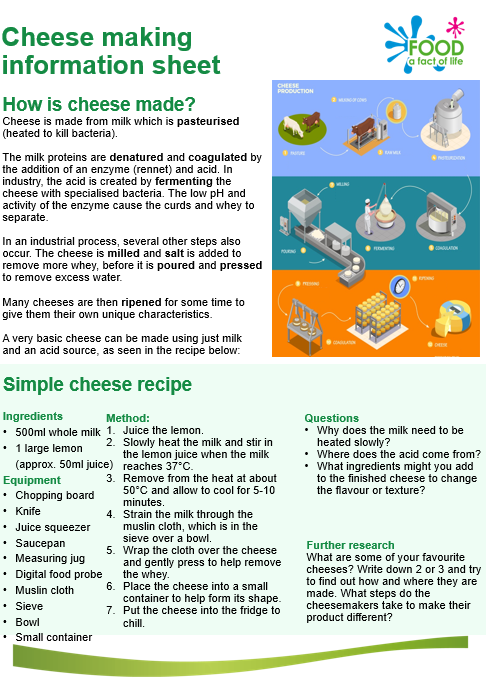 Cheese making
information sheet
FOOD
a fact of life
How is cheese made?
Cheese is made from milk which is pasteurised
(heated to kill bacteria).
The milk proteins are denatured and coagulated by
the addition of an enzyme (rennet) and acid. In
industry, the acid is created by fermenting the
cheese with specialised bacteria. The low pH and
activity of the enzyme cause the curds and whey to
separate.
In an industrial process, several other steps also
occur. The cheese is milled and salt is added to
remove more whey, before it is poured and pressed
to remove excess water.
Many cheeses are then ripened for some time to
give them their own unique characteristics.
A very basic cheese can be made using just milk
and an acid source, as seen in the recipe below:
CHEESE
PRODUCTION
MILKING OF COWS
PASTURE
RAW MILK
PASTEURIZATION
MILLING
POURING
FERMENTING
COAGULATION
PRESSING
RIPENING
COAGULATION
CHEESE
Simple cheese recipe
Ingredients
• 500ml whole milk
• 1 large lemon
(approx. 50ml juice)
Equipment
• Chopping board
• Knife
• Juice squeezer
• Saucepan
• Measuring jug
• Digital food probe
• Muslin cloth
• Sieve
• Bowl
• Small container
Method:
1. Juice the lemon.
2. Slowly heat the milk and stir in
the lemon juice when the milk
reaches 37°C.
3. Remove from the heat at about
50°C and allow to cool for 5-10
minutes.
4. Strain the milk through the
muslin cloth, which is in the
sieve over a bowl.
5. Wrap the cloth over the cheese
and gently press to help remove
the whey.
6. Place the cheese into a small
container to help form its shape.
7. Put the cheese into the fridge to
chill.
Questions
• Why does the milk need to be
heated slowly?
• Where does the acid come from?
• What ingredients might you add
to the finished cheese to change
the flavour or texture?
Further research
What are some of your favourite
cheeses? Write down 2 or 3 and try
to find out how and where they are
made. What steps do the
cheesemakers take to make their
product different?